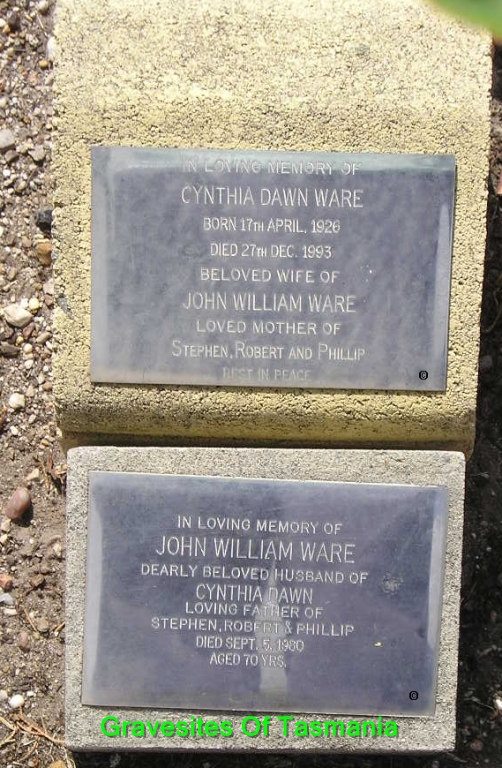 IN LOVING MEMORY OF
CYNTHIA DAWN WARE
BORN 17TH APRIL, 1926
DIED 27TH DEC. 1993
BELOVED WIFE OF
JOHN WILLIAM WARE
LOVED MOTHER OF
STEPHEN, ROBERT AND PHILLIP
REST IN PEACE
©
IN LOVING MEMORY OF
JOHN WILLIAM WARE
DEARLY BELOVED HUSBAND OF
CYNTHIA DAWN
LOVING FATHER OF
STEPHEN, ROBERT & PHILLIP
DIED SEPT. 5, 1980
AGED 70 YRS.
©
Gravesites Of Tasmania